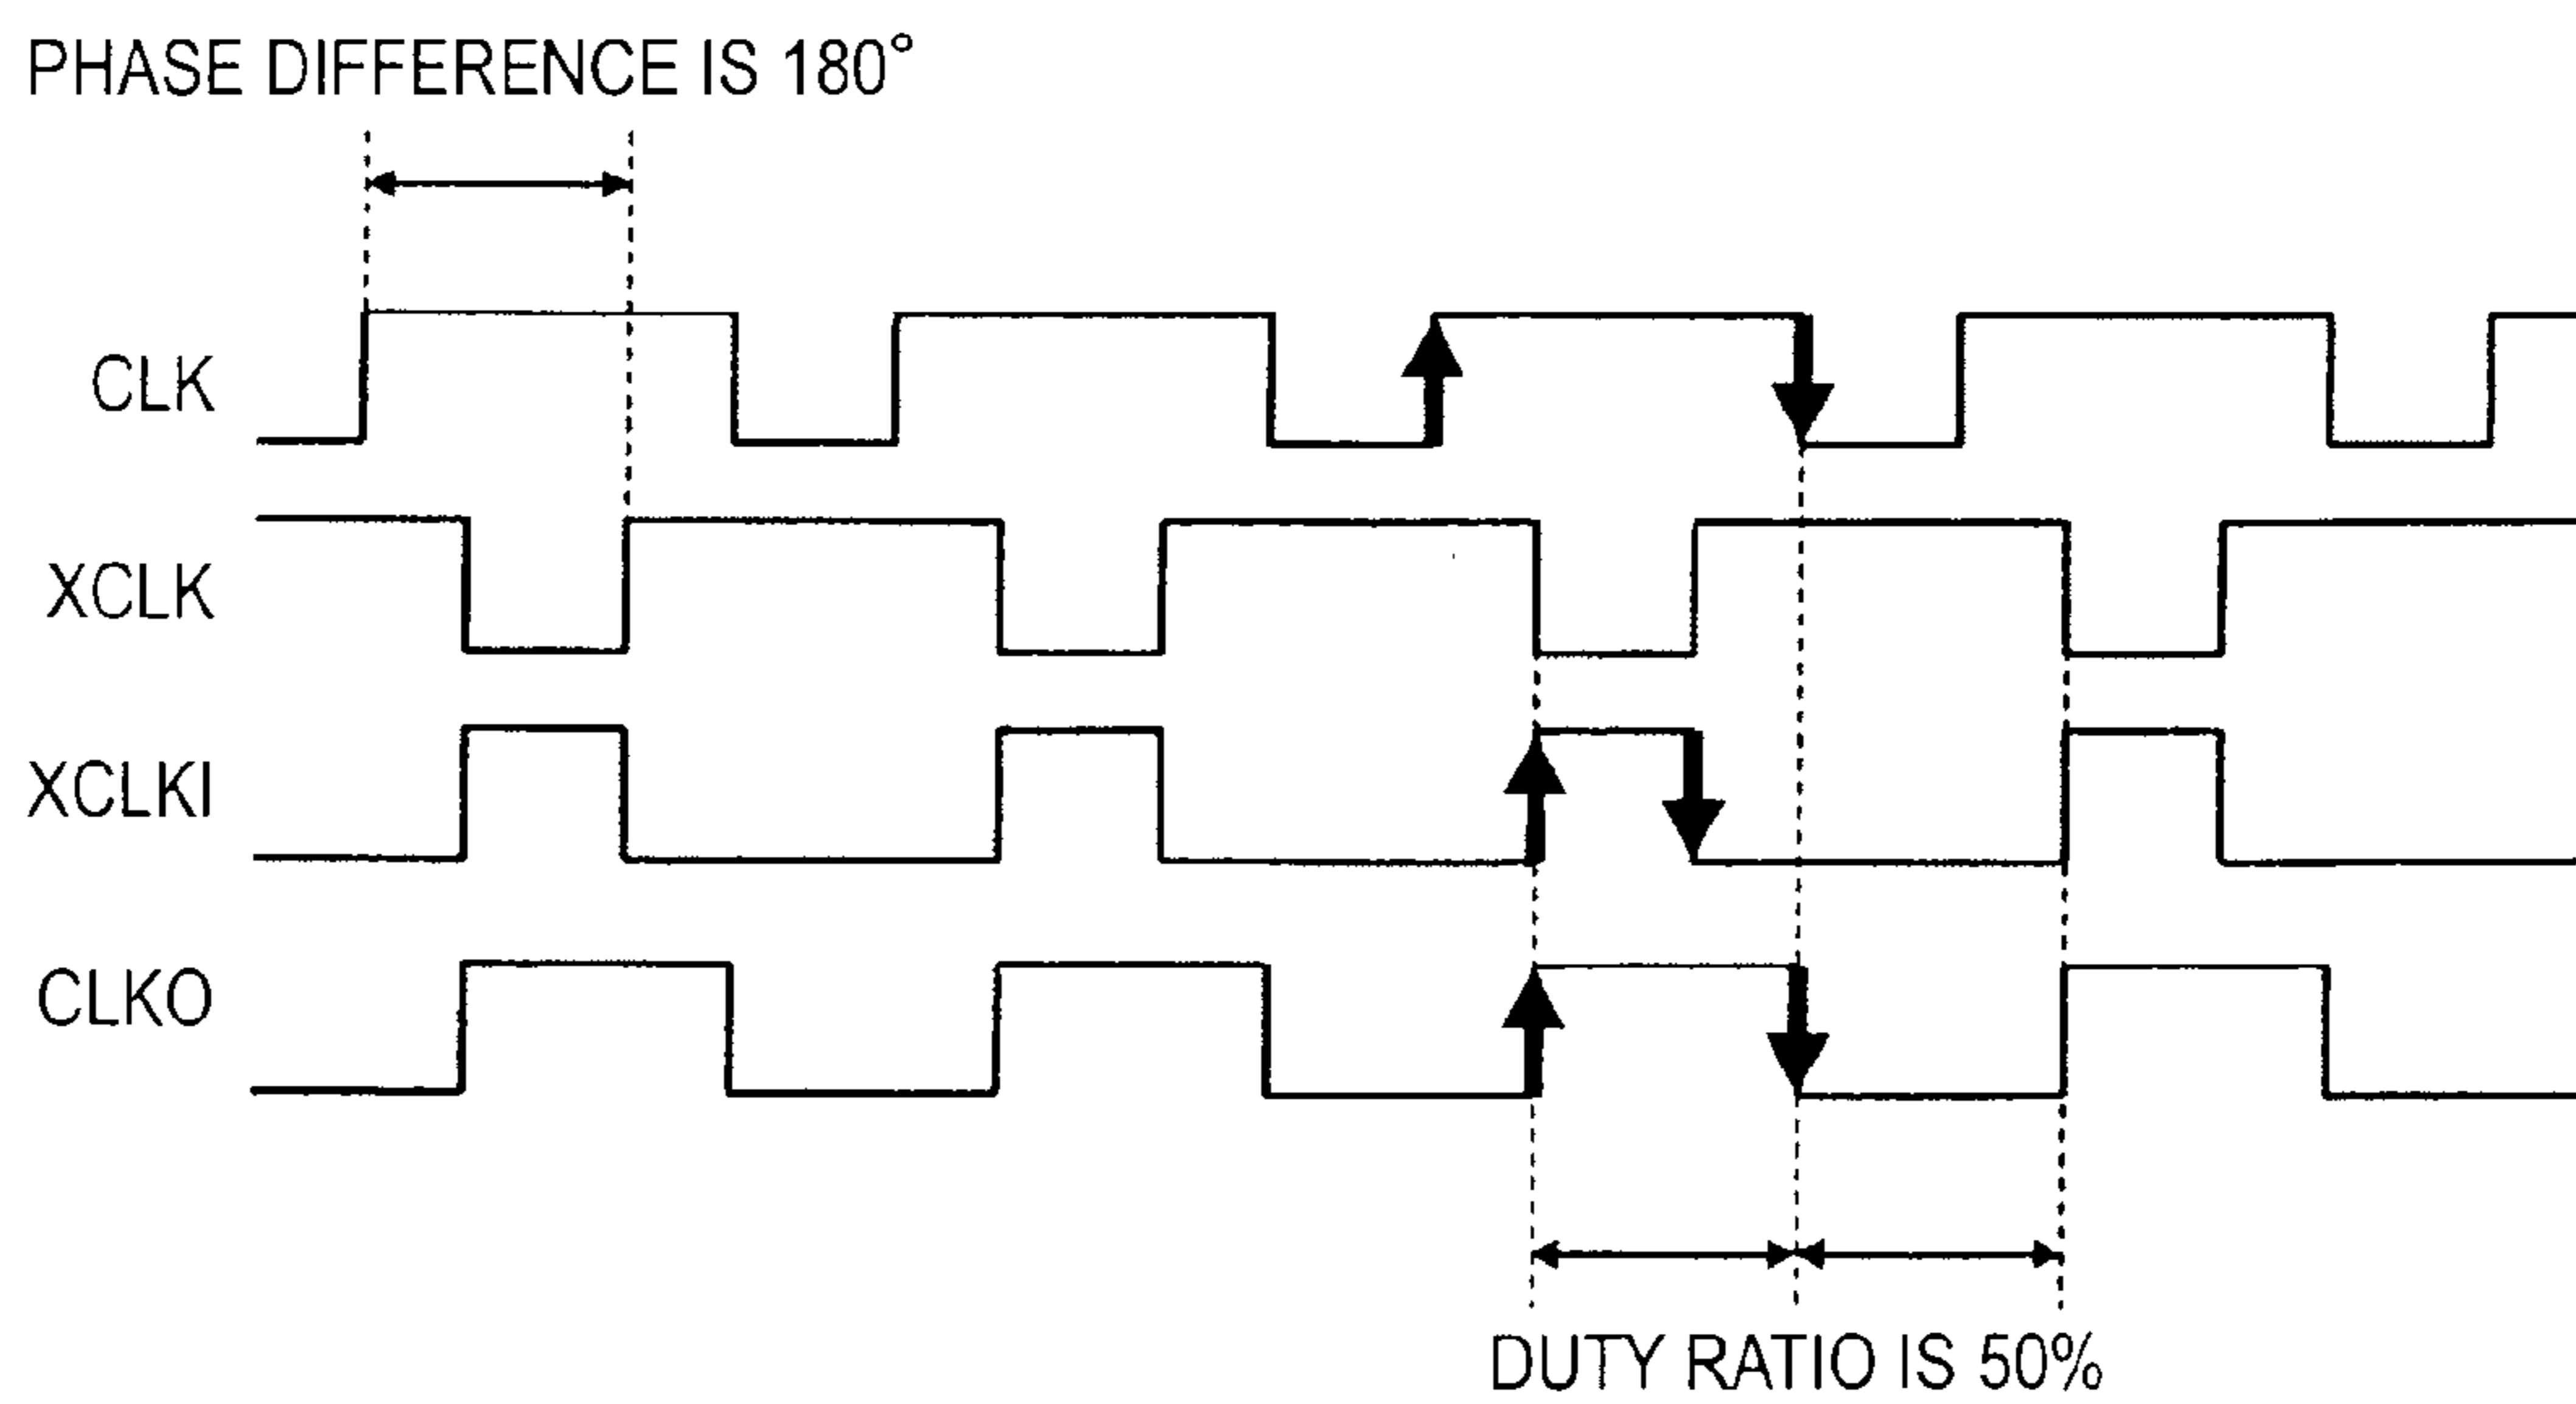 PHASE DIFFERENCE IS 180°
CLK
XCLK
XCLKI
CLKO
DUTY RATIO IS 50%